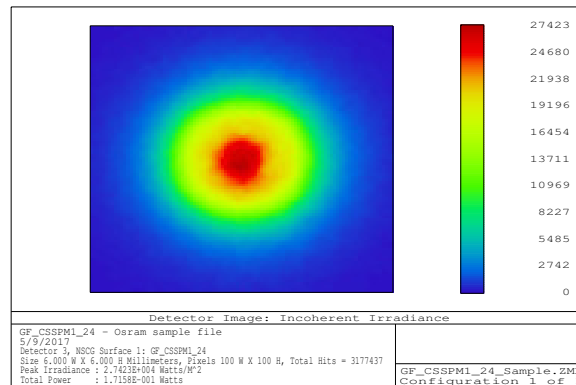 27423
24680
21938
19196
16454
13711
10969
8227
5485
2742
0
Detector Image: Incoherent Irradiance
GF_CSSPM1_24 - Osram sample file
5/9/2017
Detector 3, NSCG Surface 1: GF_CSSPM1_24
Size 6.000 W X 6.000 H Millimeters, Pixels 100 W X 100 H, Total Hits = 3177437
Peak Irradiance : 2.7423E+004 Watts/M^2
Total Power : 1.7158E-001 Watts
GF_CSSPM1_24_Sample.ZM
Configuration 1 of